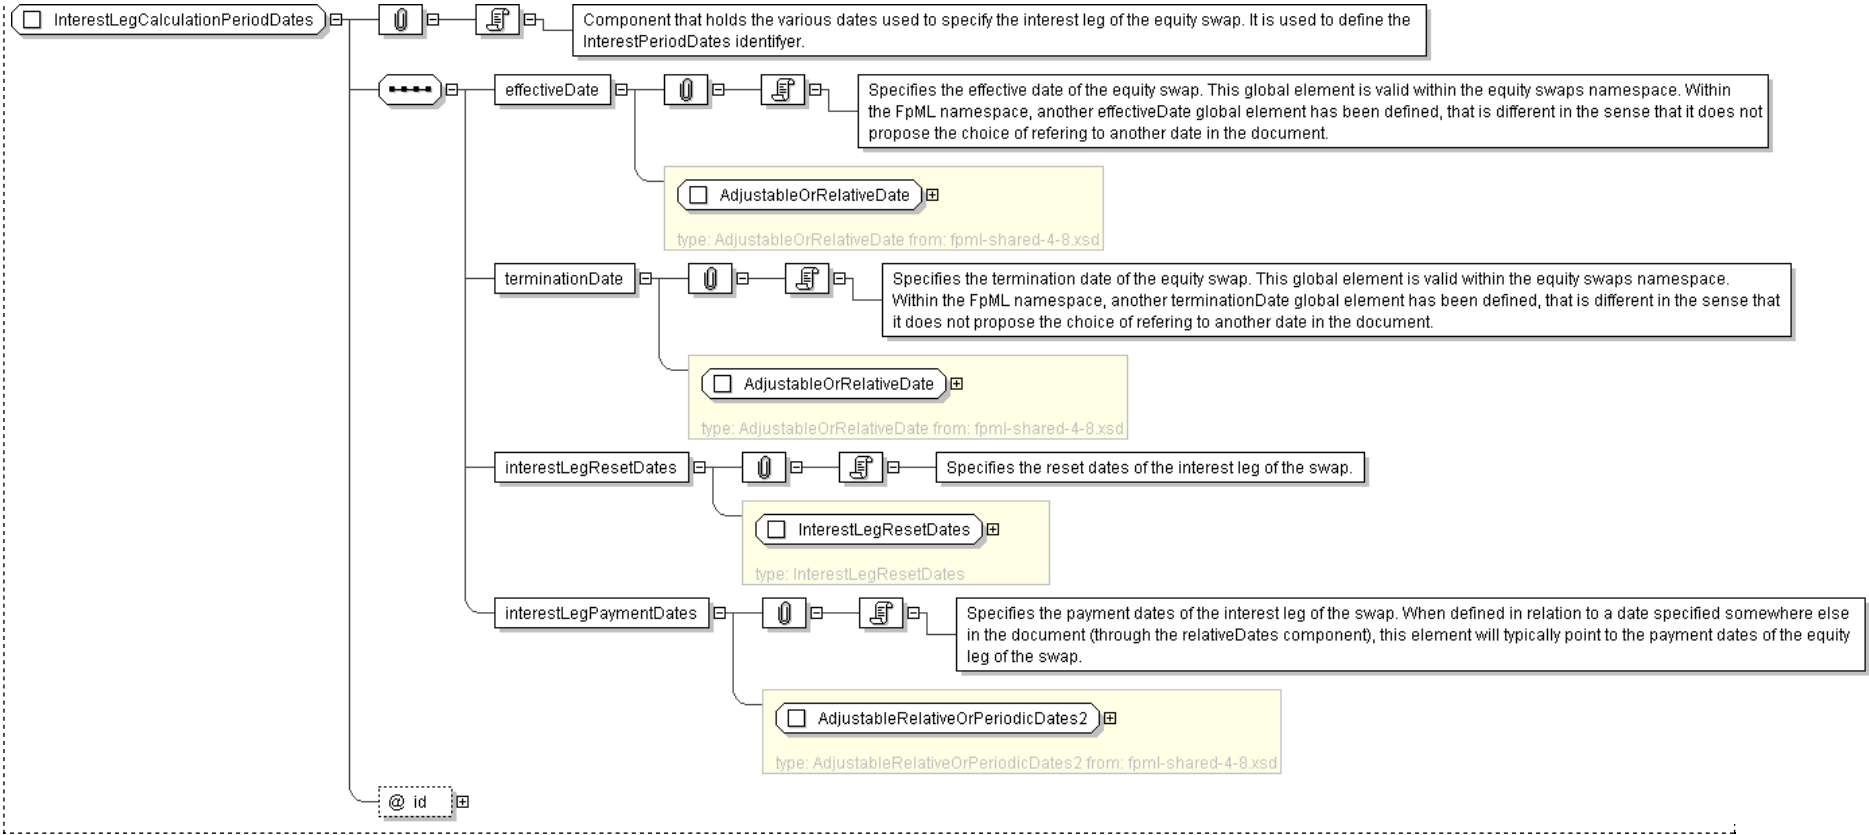 InterestLegCalculationPeriodDates
Component that holds the various dates used to specify the interest leg of the equity swap. It is used to define the
InterestPeriodDates identifyer.
effectiveDate
Specifies the effective date of the equity swap. This global element is valid within the equity swaps namespace. Within
the FpML namespace, another effectiveDate global element has been defined, that is different in the sense that it does not
propose the choice of refering to another date in the document.
AdjustableOrRelativeDate
type: AdjustableOrRelativeDate from: fpml-shared-4-8.xsd
terminationDate
Specifies the termination date of the equity swap. This global element is valid within the equity swaps namespace.
Within the FpML namespace, another terminationDate global element has been defined, that is different in the sense that
it does not propose the choice of refering to another date in the document.
AdjustableOrRelativeDate
type: AdjustableOrRelativeDate from: fpml-shared-4-8.xsd
interestLegResetDates
Specifies the reset dates of the interest leg of the swap.
InterestLegResetDates
type: InterestLegResetDates
interestLegPaymentDates
Specifies the payment dates of the interest leg of the swap. When defined in relation to a date specified somewhere else
in the document (through the relativeDates component), this element will typically point to the payment dates of the equity
leg of the swap.
AdjustableRelativeOrPeriodicDates2
type: AdjustableRelativeOrPeriodicDates2 from: fpml-shared-4-8.xsd
@ id